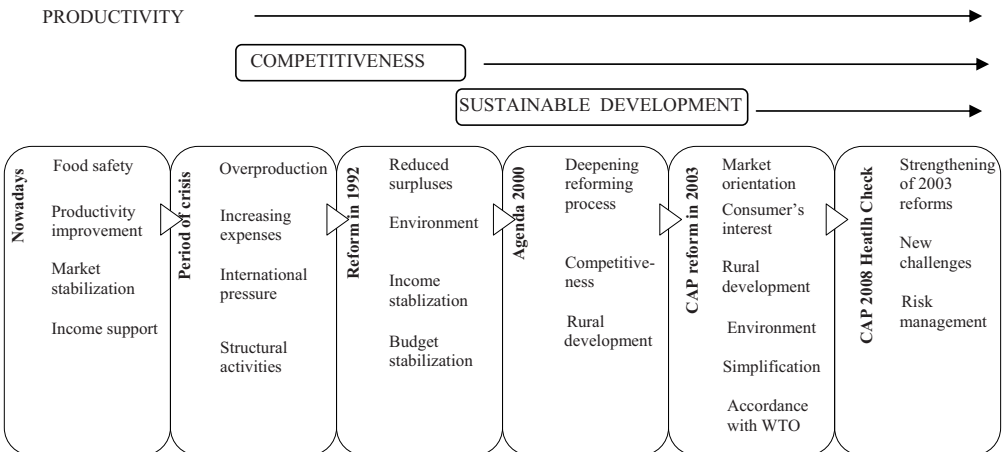 PRODUCTIVITY
COMPETITIVENESS
SUSTAINABLE DEVELOPMENT
Nowadays
Food safety
Productivity
improvement
Market
stabilization
Income support
Period of crisis
Overproduction
Increasing
expenses
International
pressure
Structural
activities
Reform in 1992
Reduced
surpluses
Environment
Income
stablization
Budget
stabilization
Agenda 2000
Deepening
reforming
process
Competitive-
ness
Rural
development
CAP reform in 2003
Market
orientation
Consumer's
interest
Rural
development
Environment
Simplification
Accordance
with WTO
CAP 2008 Heatlh Check
Strengthening
of 2003
reforms
New
challenges
Risk
management